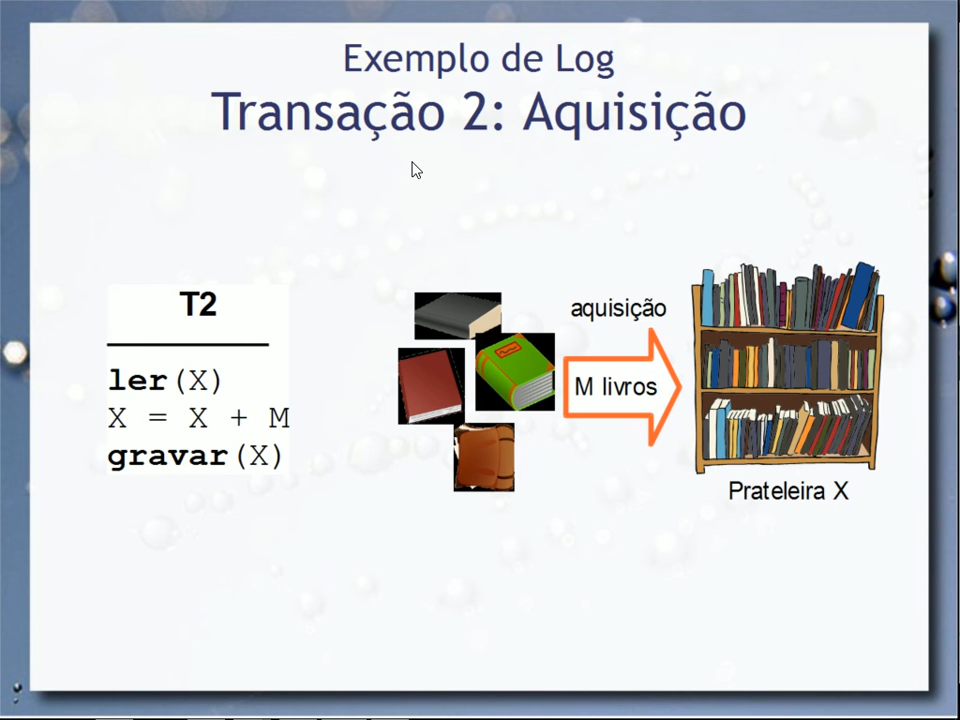 Exemplo de Log
Transação 2: Aquisição
T2
ler(X)
X = X + M
gravar(X)
aquisição
M livros
Prateleira X